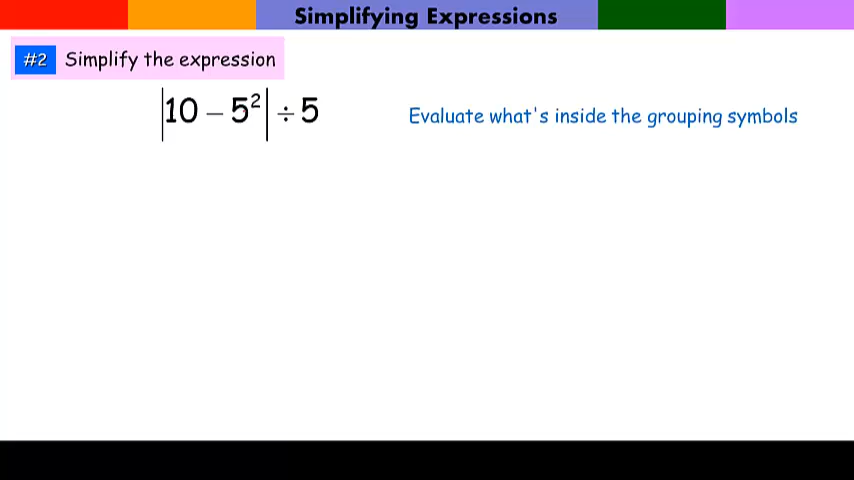 Simplifying Expressions
#2 Simplify the expression
|10 – 5²| ÷ 5
Evaluate what's inside the grouping symbols